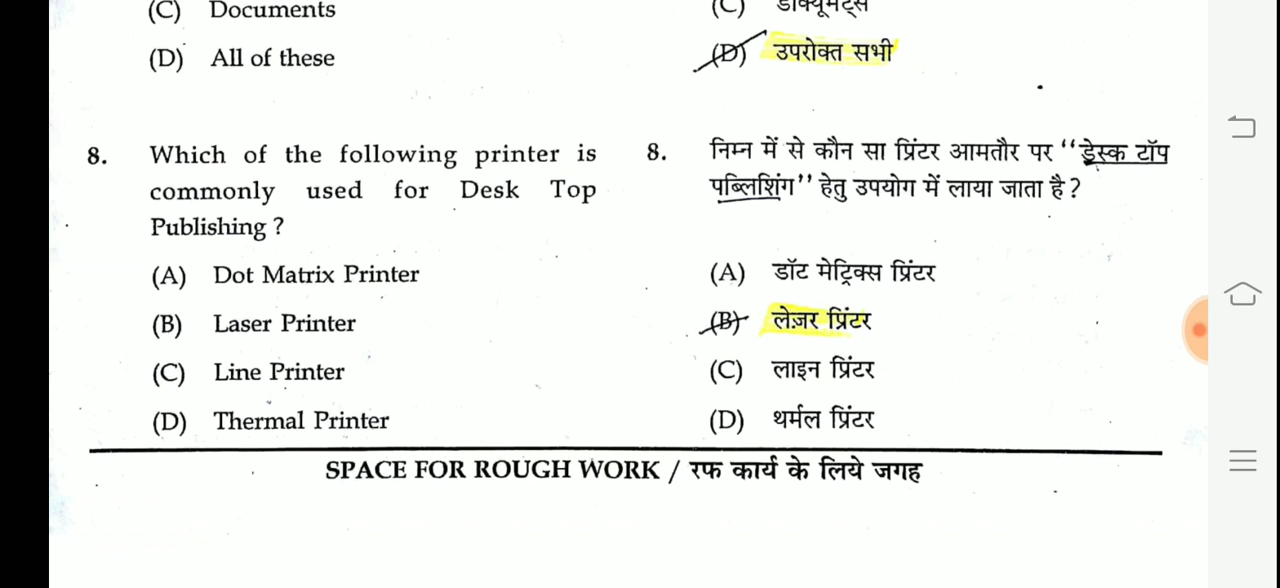 (C) Documents
(D) All of these
(C) डॉक्यूमेंट्स
(D) उपरोक्त सभी
8. Which of the following printer is
commonly used for Desk Top
Publishing ?
(A) Dot Matrix Printer
(B) Laser Printer
(C) Line Printer
(D) Thermal Printer
8. निम्न में से कौन सा प्रिंटर आमतौर पर ‘‘डेस्क टॉप
पब्लिशिंग’’ हेतु उपयोग में लाया जाता है ?
(A) डॉट मेट्रिक्स प्रिंटर
(B) लेज़र प्रिंटर
(C) लाइन प्रिंटर
(D) थर्मल प्रिंटर
SPACE FOR ROUGH WORK / रफ कार्य के लिये जगह